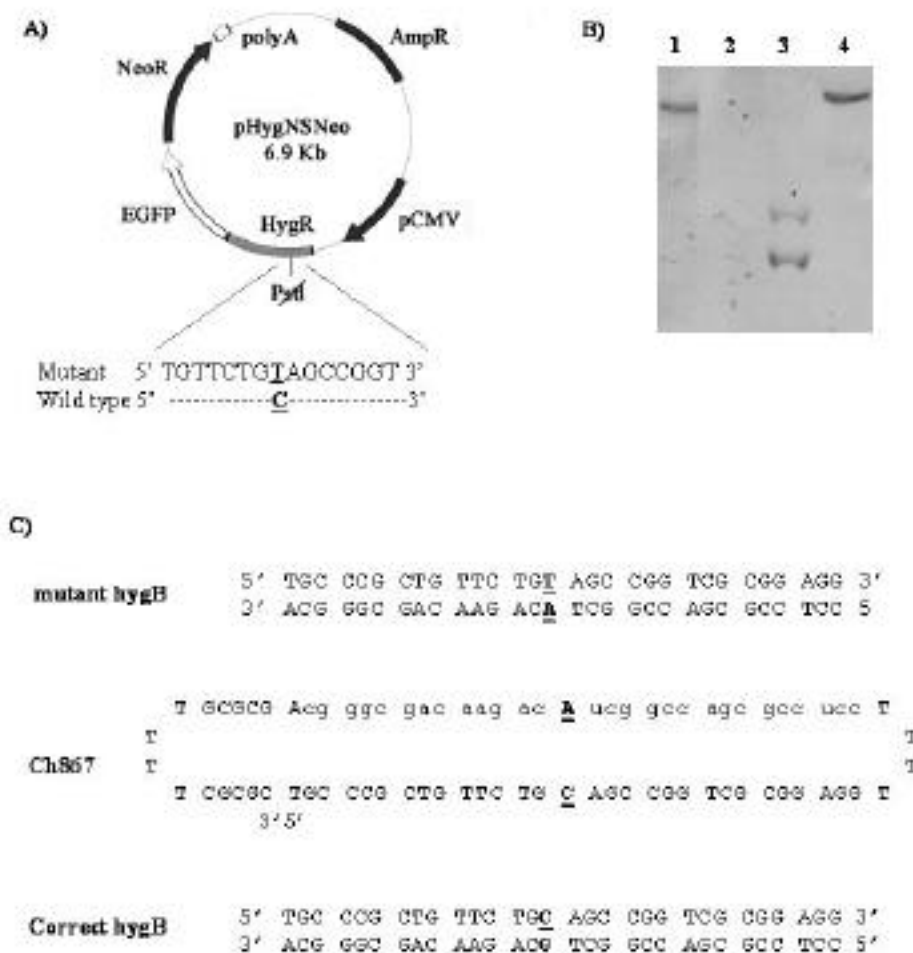 A)
polyA
AmpR
NeoR
pHygNSNeo
6.9 Kb
EGFP
HygR
pCMV
PstI
Mutant 5' TGTTCTGTAGCCGGT 3'
Wild type 5" ---------------C---------------3"
B)
1 2 3 4
C)
mutant hygB
5' TGC CCG CTG TTC TGT AGC CGG TCG CGG AGG 3'
3' ACG GGC GAC AAG ACA TCG GCC AGC GCC TCC 5
Ch867
T GCGCG Acg ggc gac aag ac A ucg gcc agc gcc ucc T
T T
T T
T CGCGC TGC CCG CTG TTC TG C AGC CGG TCG CGG AGG T
3' 5'
Correct hygB
5' TGC CCG CTG TTC TGC AGC CGG TCG CGG AGG 3'
3' ACG GGC GAC AAG ACG TCG GCC AGC GCC TCC 5'